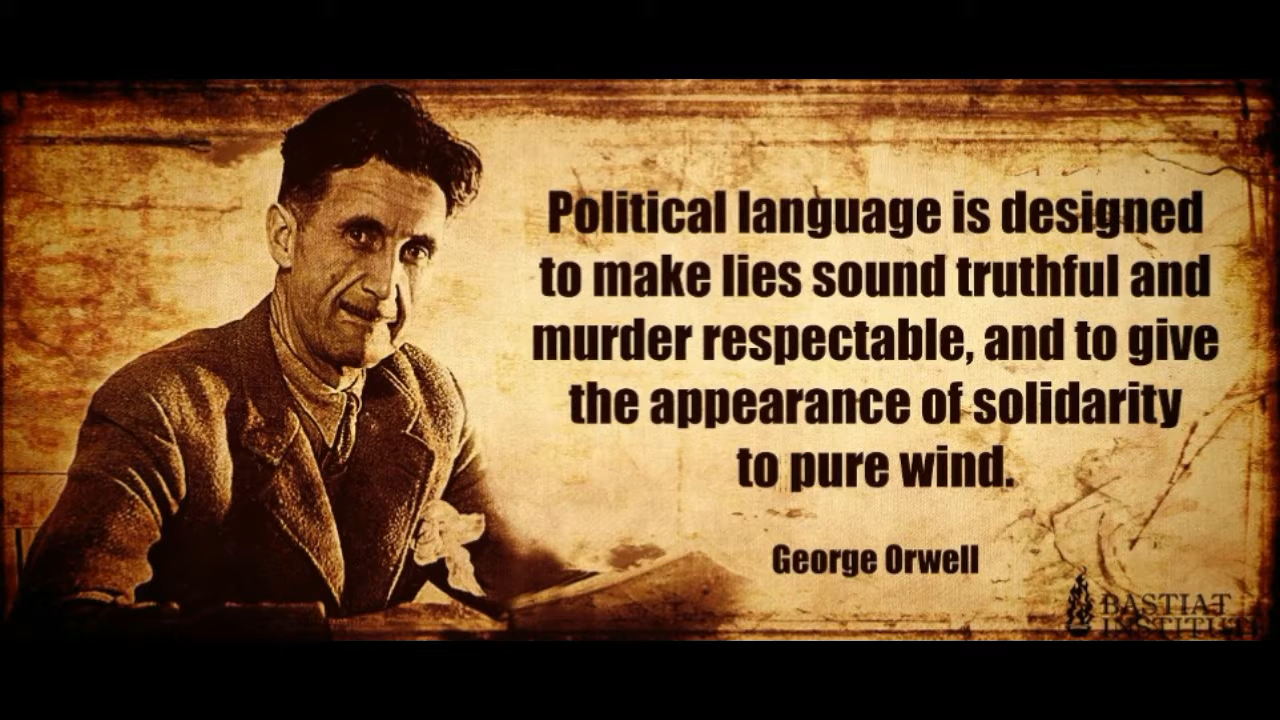 Political language is designed
to make lies sound truthful and
murder respectable, and to give
the appearance of solidarity
to pure wind.
George Orwell
BASTIAT
INSTITUTE